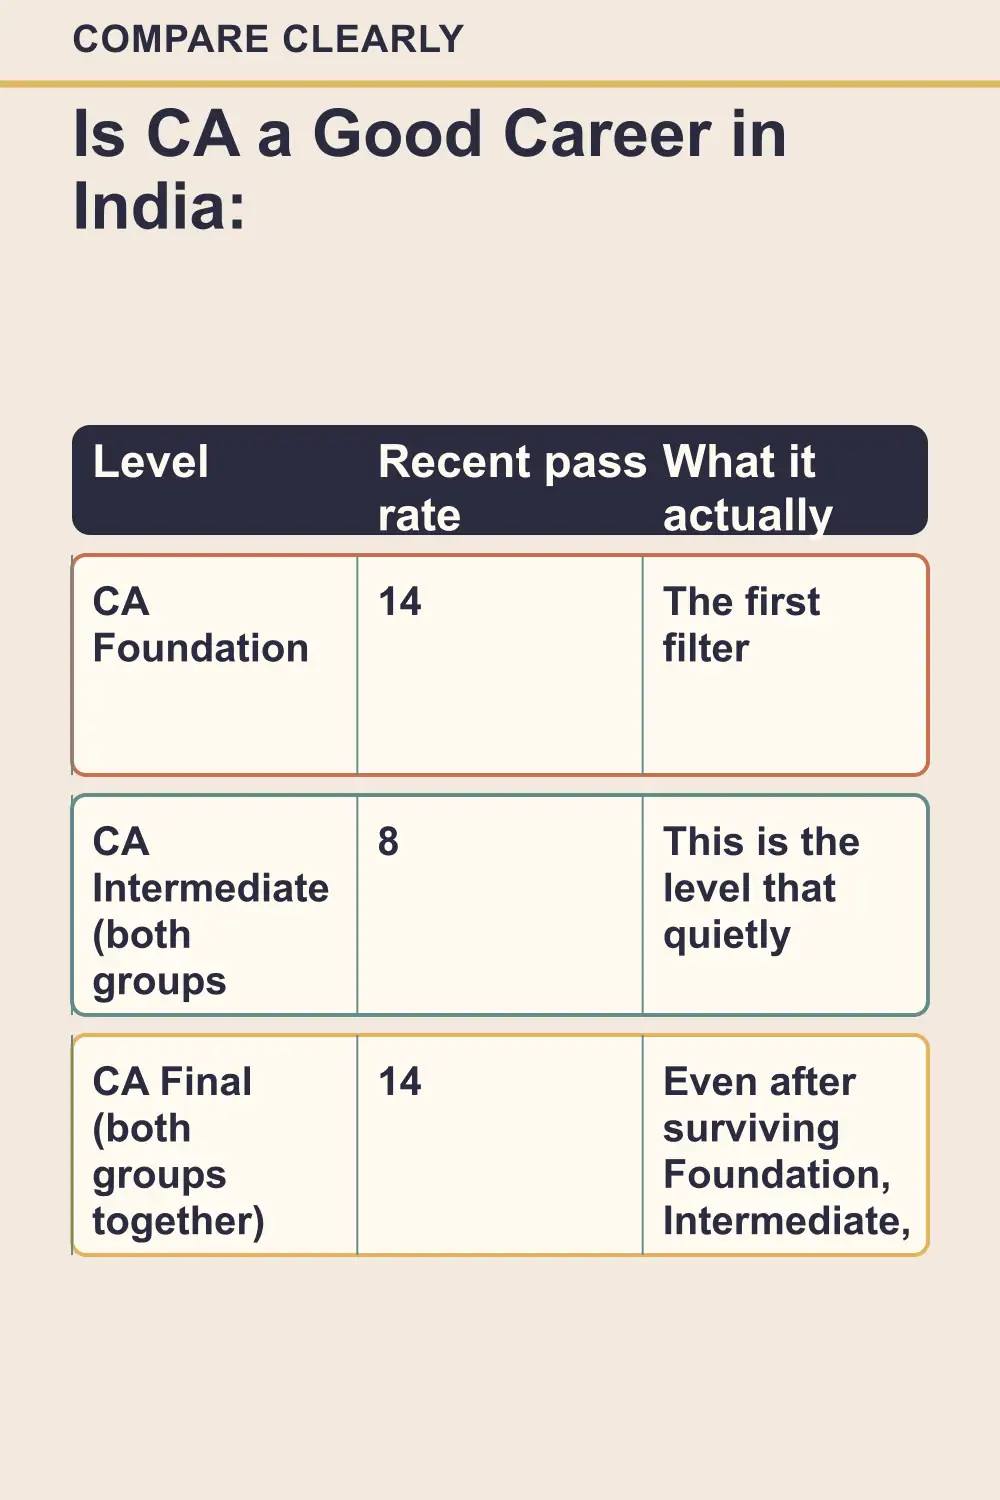 COMPARE CLEARLY
Is CA a Good Career in
India:
Level
Recent pass
rate
What it
actually
CA
Foundation
14
The first
filter
CA
Intermediate
(both
groups
8
This is the
level that
quietly
CA Final
(both
groups
together)
14
Even after
surviving
Foundation,
Intermediate,